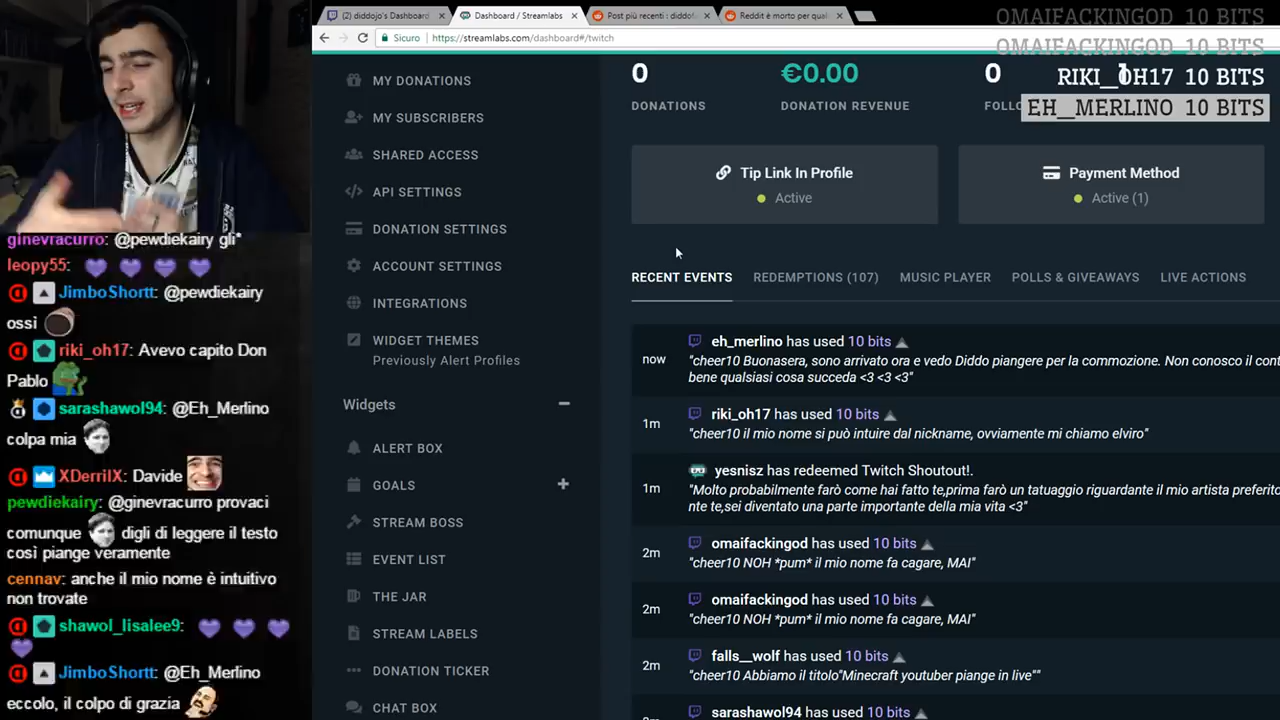 (2) diddojo's Dashboard
Dashboard / Streamlabs
Post più recenti : diddof
Reddit è morto per qual
Sicuro
https://streamlabs.com/dashboard#/twitch
OMAIFACKINGOD 10 BITS
OMAIFACKINGOD 10 BITS
RIKI_OH17 10 BITS
EH_MERLINO 10 BITS
MY DONATIONS
MY SUBSCRIBERS
SHARED ACCESS
API SETTINGS
DONATION SETTINGS
ACCOUNT SETTINGS
INTEGRATIONS
WIDGET THEMES
Previously Alert Profiles
Widgets
ALERT BOX
GOALS
STREAM BOSS
EVENT LIST
THE JAR
STREAM LABELS
DONATION TICKER
CHAT BOX
0
DONATIONS
€0.00
DONATION REVENUE
0
FOLLO
Tip Link In Profile
Active
Payment Method
Active (1)
RECENT EVENTS
REDEMPTIONS (107)
MUSIC PLAYER
POLLS & GIVEAWAYS
LIVE ACTIONS
now
eh_merlino has used 10 bits
"cheer10 Buonasera, sono arrivato ora e vedo Diddo piangere per la commozione. Non conosco il cont
bene qualsiasi cosa succeda <3 <3 <3"
1m
riki_oh17 has used 10 bits
"cheer10 il mio nome si può intuire dal nickname, ovviamente mi chiamo elviro"
1m
yesnisz has redeemed Twitch Shoutout!.
"Molto probabilmente farò come hai fatto te,prima farò un tatuaggio riguardante il mio artista preferito
nte te,sei diventato una parte importante della mia vita <3"
2m
omaifackingod has used 10 bits
"cheer10 NOH *pum* il mio nome fa cagare, MAI"
2m
omaifackingod has used 10 bits
"cheer10 NOH *pum* il mio nome fa cagare, MAI"
2m
falls__wolf has used 10 bits
"cheer10 Abbiamo il titolo"Minecraft youtuber piange in live""
sarashawol94 has used 10 bits
ginevracurro: @pewdiekairy gli*
leopy55:
JimboShortt: @pewdiekairy
ossì
riki_oh17: Avevo capito Don
Pablo
sarashawol94: @Eh_Merlino
colpa mia
XDerrilX: Davide
pewdiekairy: @ginevracurro provaci
comunque digli di leggere il testo
così piange veramente
cennav: anche il mio nome è intuitivo
non trovate
shawol_lisalee9:
JimboShortt: @Eh_Merlino
eccolo, il colpo di grazia